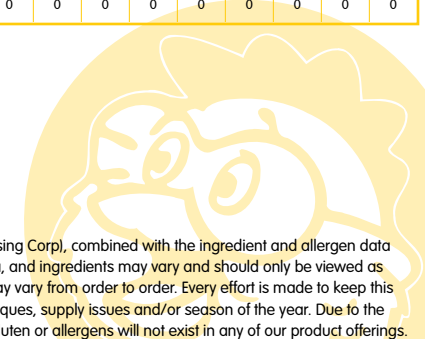 0 0 0 0 0 0 0 0 0
sing Corp), combined with the ingredient and allergen data
, and ingredients may vary and should only be viewed as
ay vary from order to order. Every effort is made to keep this
ques, supply issues and/or season of the year. Due to the
uten or allergens will not exist in any of our product offerings.